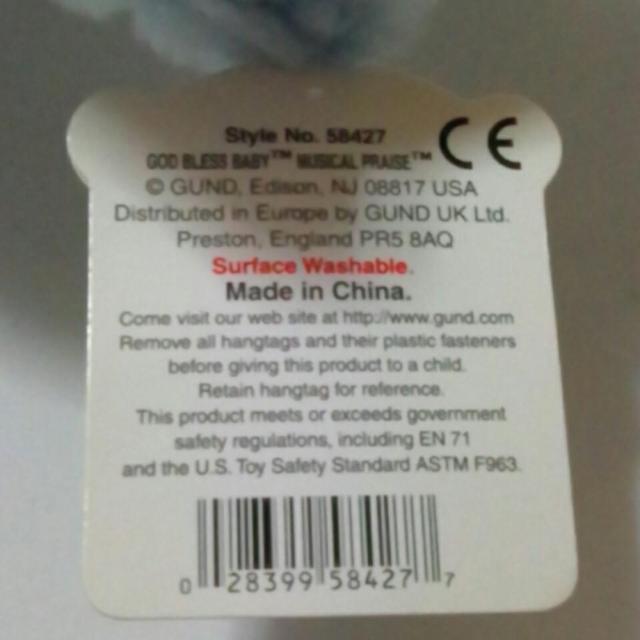 Style No. 58427
GOD BLESS BABY™ MUSICAL PRAISE™
CE
© GUND, Edison, NJ 08817 USA
Distributed in Europe by GUND UK Ltd.
Preston, England PR5 8AQ
Surface Washable.
Made in China.
Come visit our web site at http://www.gund.com
Remove all hangtags and their plastic fasteners
before giving this product to a child.
Retain hangtag for reference.
This product meets or exceeds government
safety regulations, including EN 71
and the U.S. Toy Safety Standard ASTM F963.
0 28399 58427 7